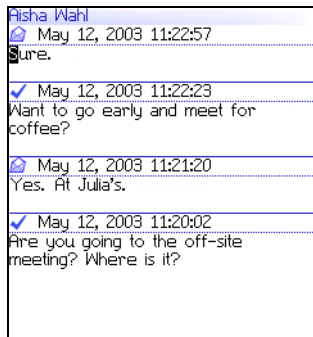 Aisha Wahl
May 12, 2003 11:22:57
Sure.
May 12, 2003 11:22:23
Want to go early and meet for
coffee?
May 12, 2003 11:21:20
Yes. At Julia's.
May 12, 2003 11:20:02
Are you going to the off-site
meeting? Where is it?